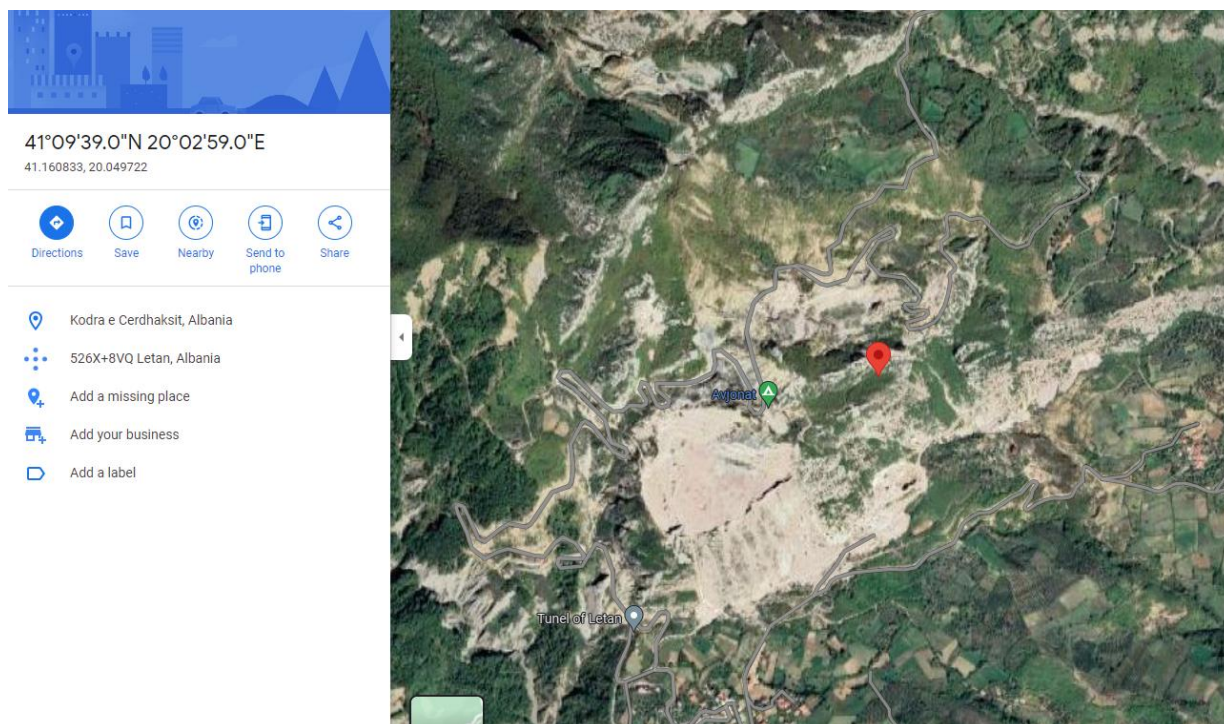 41°09'39.0"N 20°02'59.0"E
41.160833, 20.049722
Directions
Save
Nearby
Send to
phone
Share
Kodra e Cerdhaksit, Albania
526X+8VQ Letan, Albania
Add a missing place
Add your business
Add a label
Avjonat
Tunel of Letan